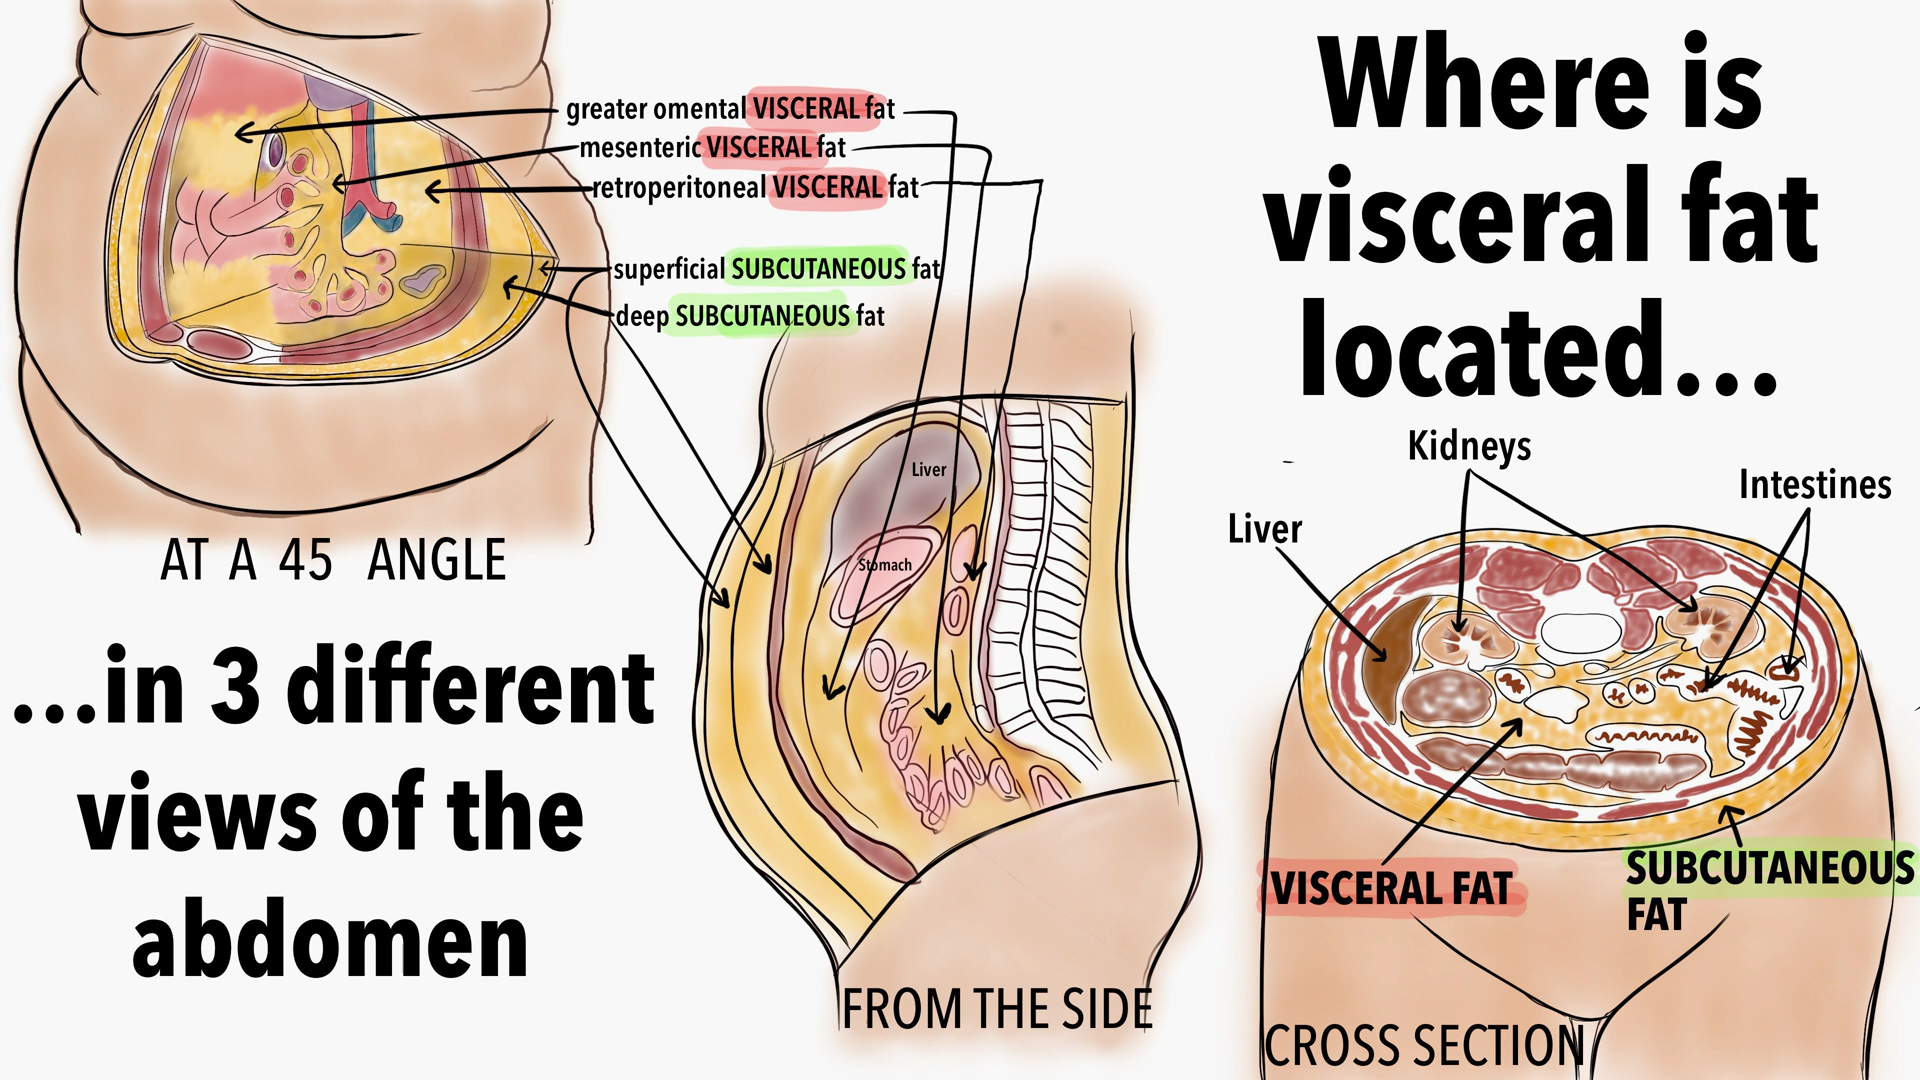 Where is
visceral fat
located...
greater omental VISCERAL fat
mesenteric VISCERAL fat
retroperitoneal VISCERAL fat
superficial SUBCUTANEOUS fat
deep SUBCUTANEOUS fat
AT A 45 ANGLE
...in 3 different
views of the
abdomen
Liver
Stomach
FROM THE SIDE
Kidneys
Intestines
Liver
VISCERAL FAT
SUBCUTANEOUS
FAT
CROSS SECTION